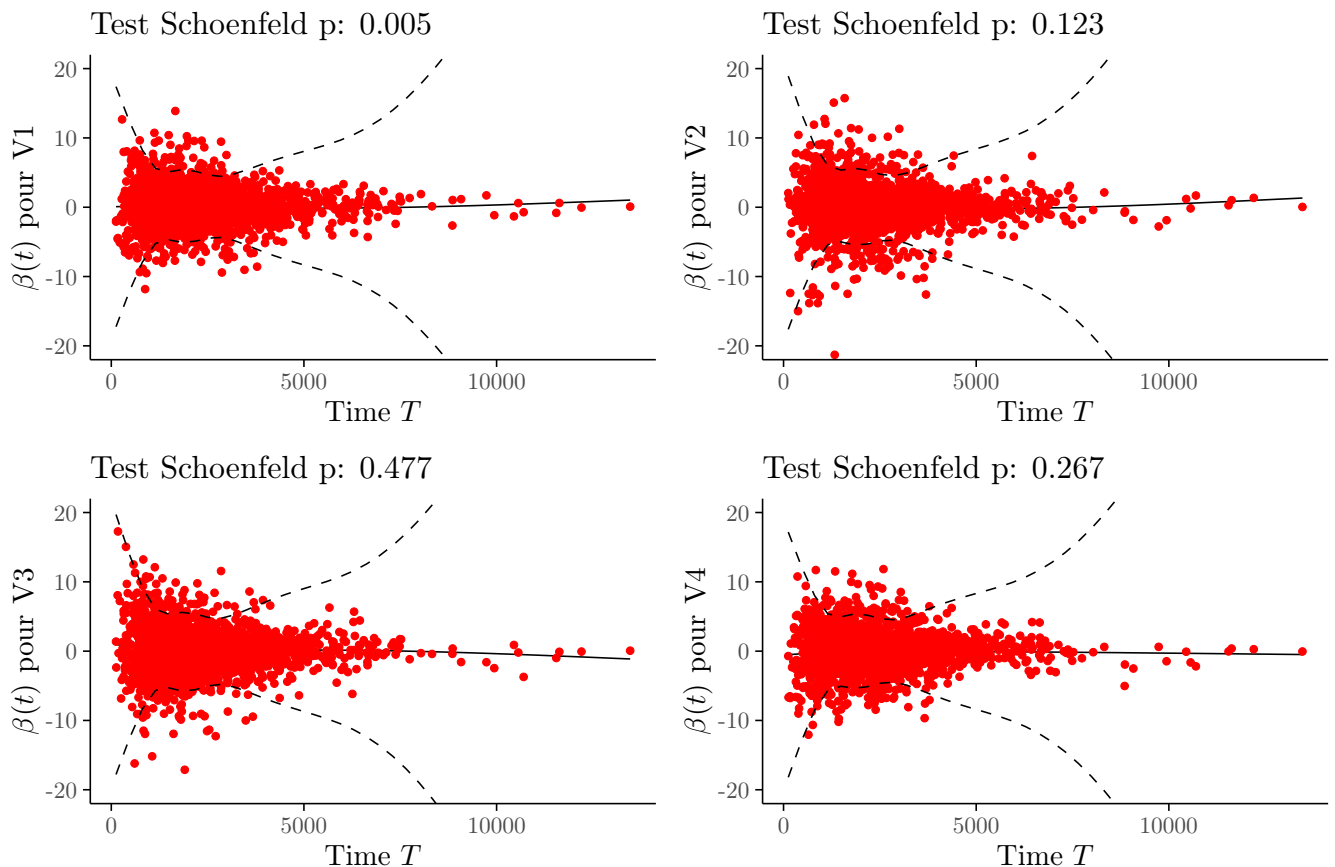 Test Schoenfeld p: 0.005
20
10
0
-10
-20
β(t) pour V1
0 5000 10000
Time T
Test Schoenfeld p: 0.123
20
10
0
-10
-20
β(t) pour V2
0 5000 10000
Time T
Test Schoenfeld p: 0.477
20
10
0
-10
-20
β(t) pour V3
0 5000 10000
Time T
Test Schoenfeld p: 0.267
20
10
0
-10
-20
β(t) pour V4
0 5000 10000
Time T